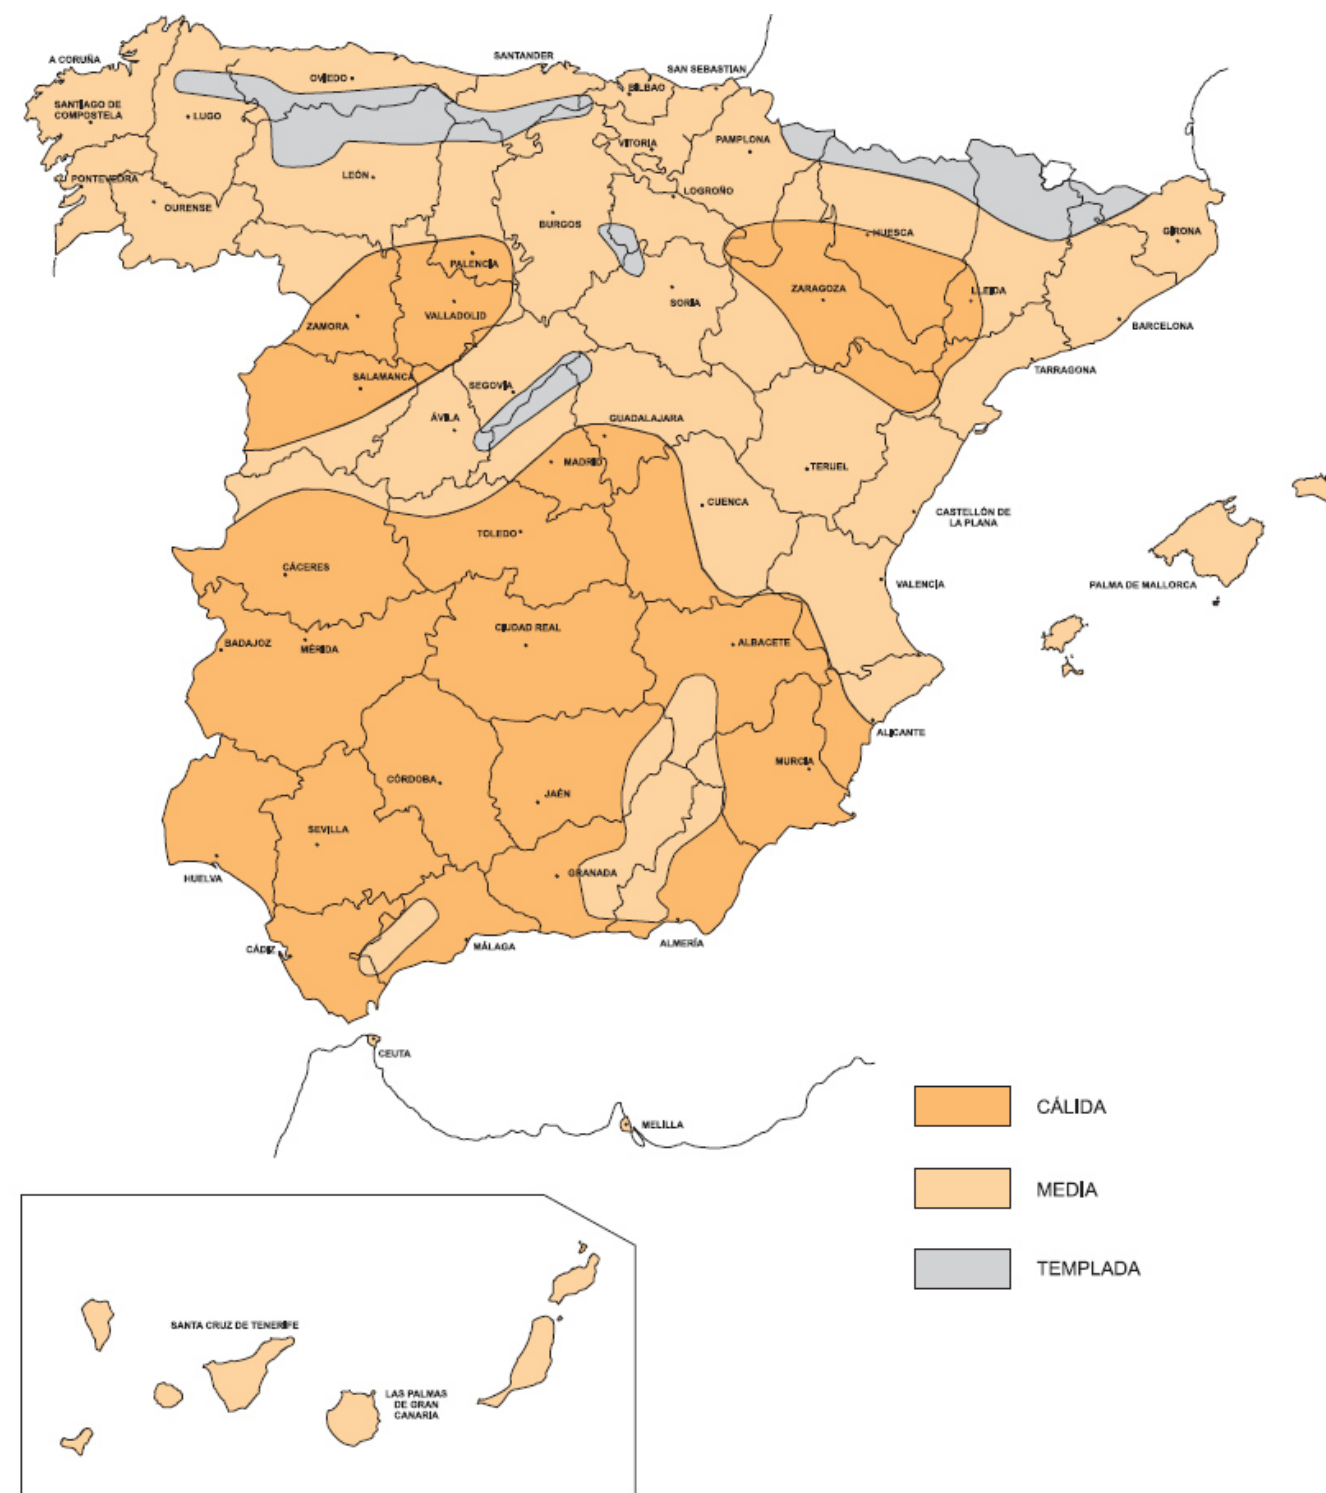 SANTANDER
A CORUÑA
SAN SEBASTIAN
OVIEDO
BILBAO
SANTIAGO DE
COMPOSTELA
LUGO
PAMPLONA
VITORIA
LEÓN
PONTEVEDRA
LOGROÑO
OURENSE
BURGOS
HUESCA
GIRONA
PALENCIA
ZARAGOZA
LLEIDA
SORIA
VALLADOLID
ZAMORA
BARCELONA
TARRAGONA
SALAMANCA
SEGOVIA
ÁVILA
GUADALAJARA
MADRID
TERUEL
CUENCA
CASTELLÓN DE
LA PLANA
TOLEDO
CÁCERES
VALENCIA
PALMA DE MALLORCA
CIUDAD REAL
BADAJOZ
MÉRIDA
ALBACETE
ALICANTE
MURCIA
CÓRDOBA
JAÉN
SEVILLA
GRANADA
HUELVA
CÁDIZ
MÁLAGA
ALMERÍA
CEUTA
MELILLA
CÁLIDA
MEDIA
TEMPLADA
SANTA CRUZ DE TENERIFE
LAS PALMAS
DE GRAN
CANARIA